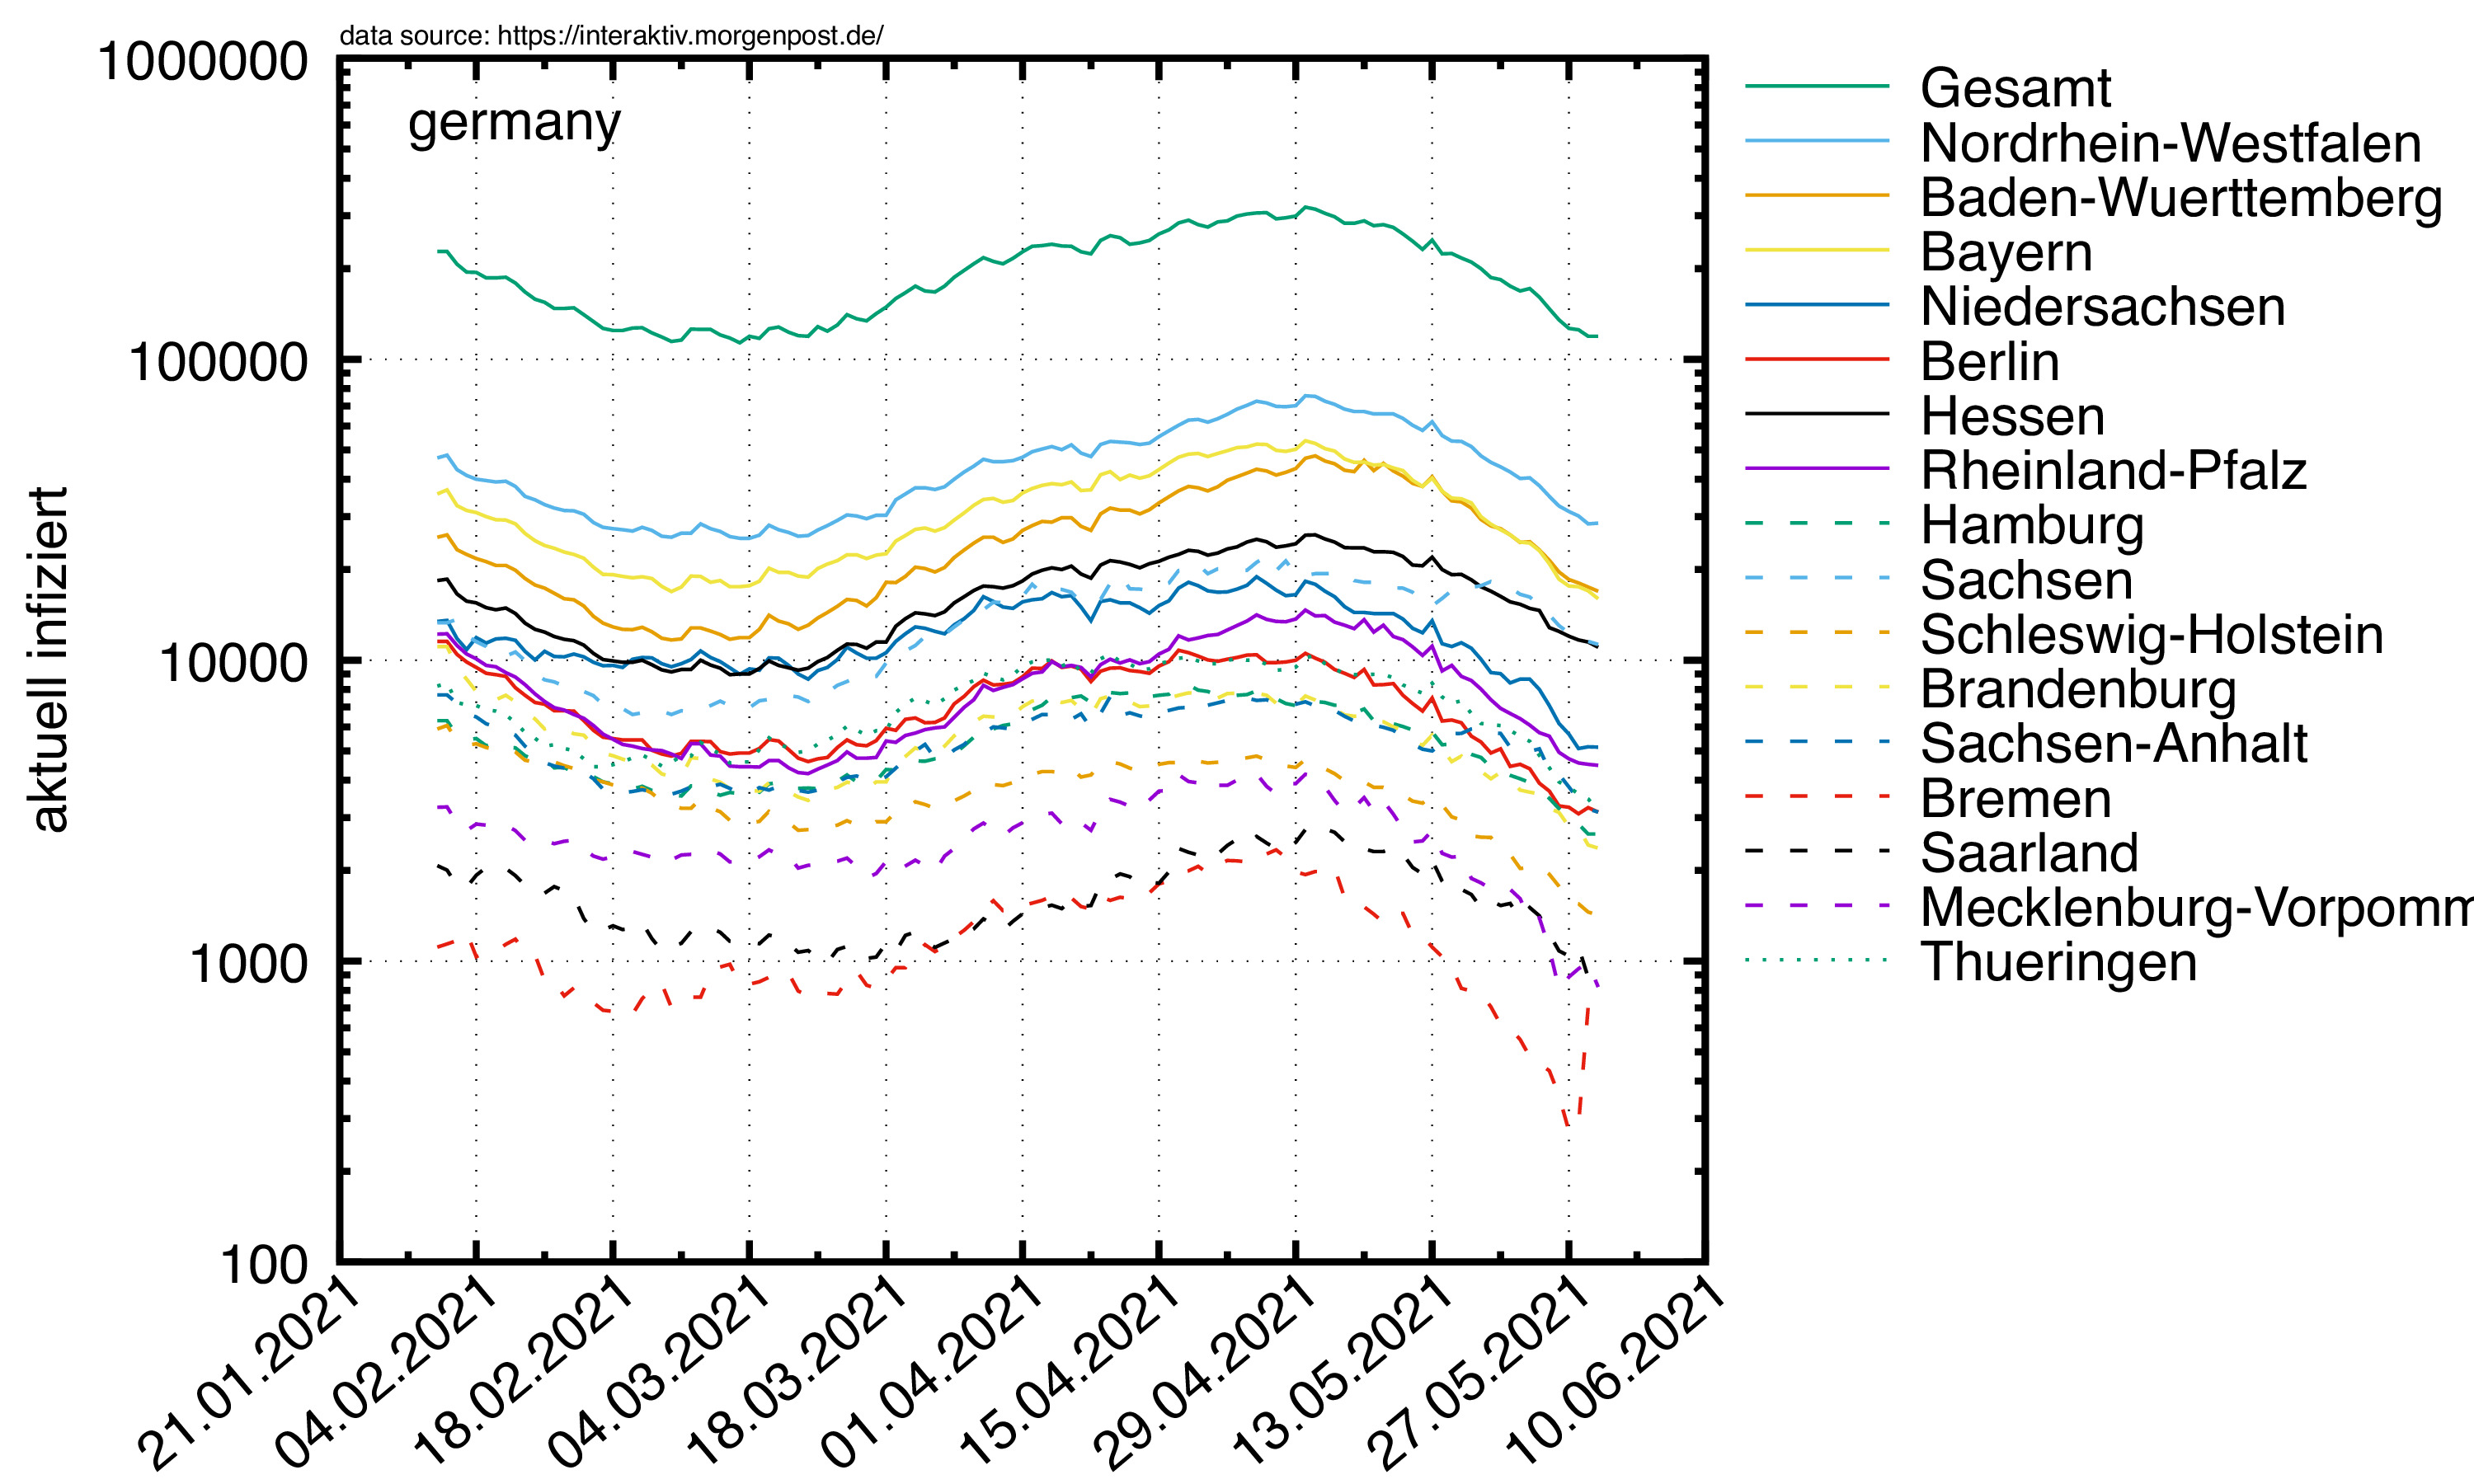 data source: https://interaktiv.morgenpost.de/
germany
aktuell infiziert
1000000
100000
10000
1000
100
21.01.2021
04.02.2021
18.02.2021
04.03.2021
18.03.2021
01.04.2021
15.04.2021
29.04.2021
13.05.2021
27.05.2021
10.06.2021
Gesamt
Nordrhein-Westfalen
Baden-Wuerttemberg
Bayern
Niedersachsen
Berlin
Hessen
Rheinland-Pfalz
Hamburg
Sachsen
Schleswig-Holstein
Brandenburg
Sachsen-Anhalt
Bremen
Saarland
Mecklenburg-Vorpomm
Thueringen